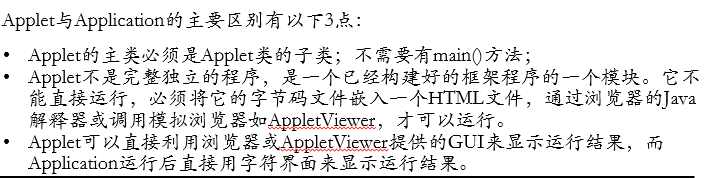 Applet与Application的主要区别有以下3点：
• Applet的主类必须是Applet类的子类；不需要有main()方法；
• Applet不是完整独立的程序，是一个已经构建好的框架程序的一个模块。它不
能直接运行，必须将它的字节码文件嵌入一个HTML文件，通过浏览器的Java
解释器或调用模拟浏览器如AppletViewer，才可以运行。
• Applet可以直接利用浏览器或AppletViewer提供的GUI来显示运行结果，而
Application运行后直接用字符界面来显示运行结果。